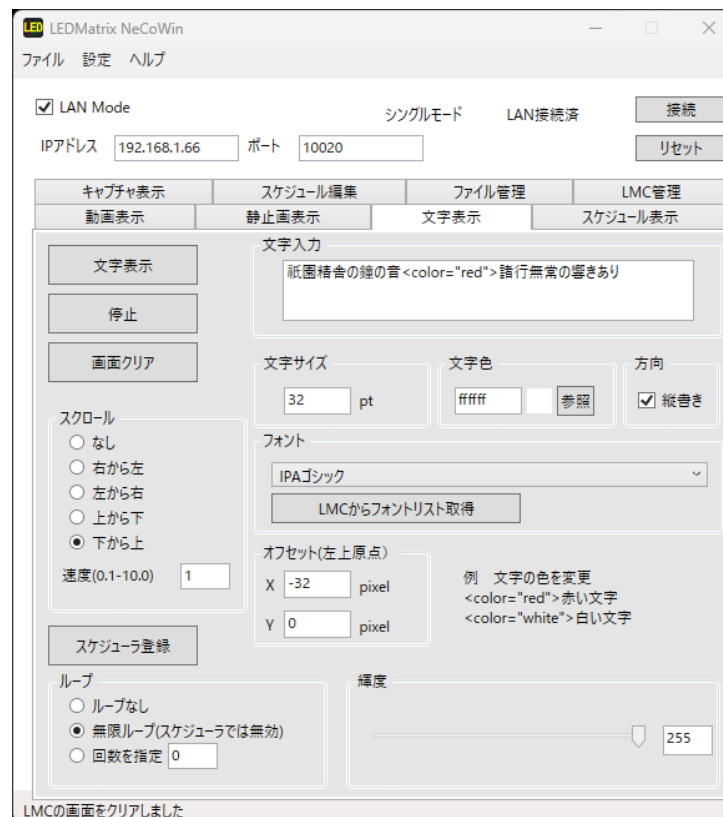 LED LEDMatrix NeCoWin
ファイル 設定 ヘルプ
LAN Mode シングルモード LAN接続済 接続
IPアドレス 192.168.1.66 ポート 10020 リセット
キャプチャ表示 スケジュール編集 ファイル管理 LMC管理
動画表示 静止画表示 文字表示 スケジュール表示
文字表示
停止
画面クリア
文字入力
祇園精舎の鐘の音<color="red">諸行無常の響きあり
文字サイズ
32 pt
文字色
ffffff 参照
方向
縦書き
スクロール
なし
右から左
左から右
上から下
下から上
速度(0.1-10.0) 1
フォント
IPAゴシック
LMCからフォントリスト取得
オフセット(左上原点)
X -32 pixel
Y 0 pixel
例 文字の色を変更
<color="red">赤い文字
<color="white">白い文字
スケジューラ登録
ループ
ループなし
無限ループ(スケジューラでは無効)
回数を指定 0
輝度
255
LMCの画面をクリアしました